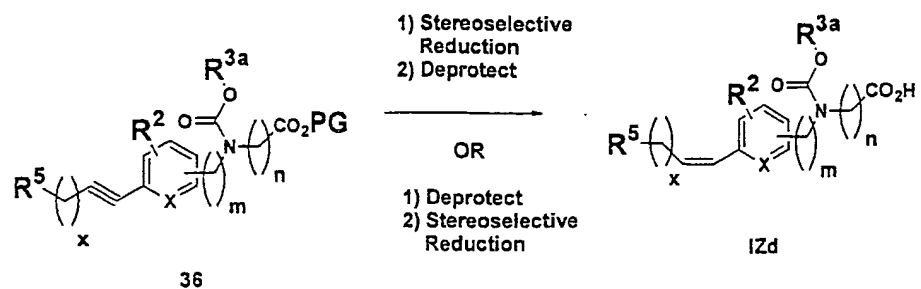 1) Stereoselective
Reduction
2) Deprotect
OR
1) Deprotect
2) Stereoselective
Reduction
R3a
O
O
N
CO2PG
R2
R5
X
x
m
n
36
R3a
O
O
N
CO2H
R2
R5
X
x
m
n
IZd